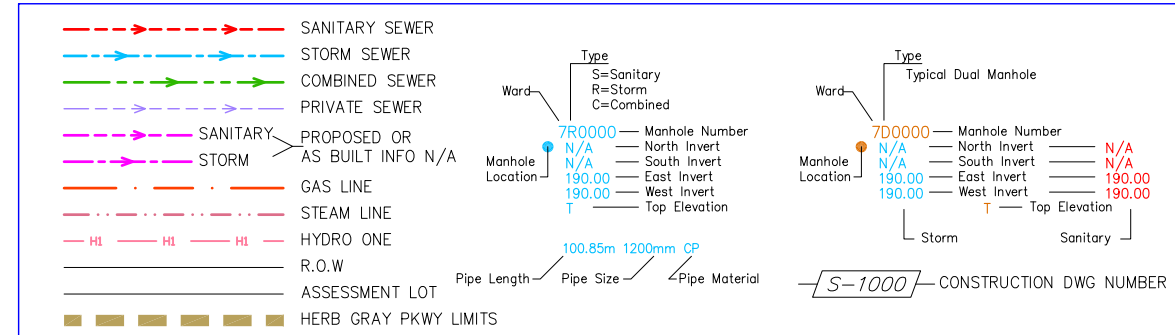 SANITARY SEWER
STORM SEWER
COMBINED SEWER
PRIVATE SEWER
SANITARY
STORM
PROPOSED OR
AS BUILT INFO N/A
GAS LINE
STEAM LINE
H1 H1 H1 HYDRO ONE
R.O.W
ASSESSMENT LOT
HERB GRAY PKWY LIMITS
Type
S=Sanitary
R=Storm
C=Combined
Ward
7R0000 Manhole Number
N/A North Invert
N/A South Invert
190.00 East Invert
190.00 West Invert
T Top Elevation
Manhole
Location
100.85m 1200mm CP
Pipe Length Pipe Size Pipe Material
Type
Typical Dual Manhole
Ward
7D0000 Manhole Number
N/A North Invert N/A
N/A South Invert N/A
190.00 East Invert 190.00
190.00 West Invert 190.00
T Top Elevation
Manhole
Location
Storm Sanitary
S-1000 CONSTRUCTION DWG NUMBER